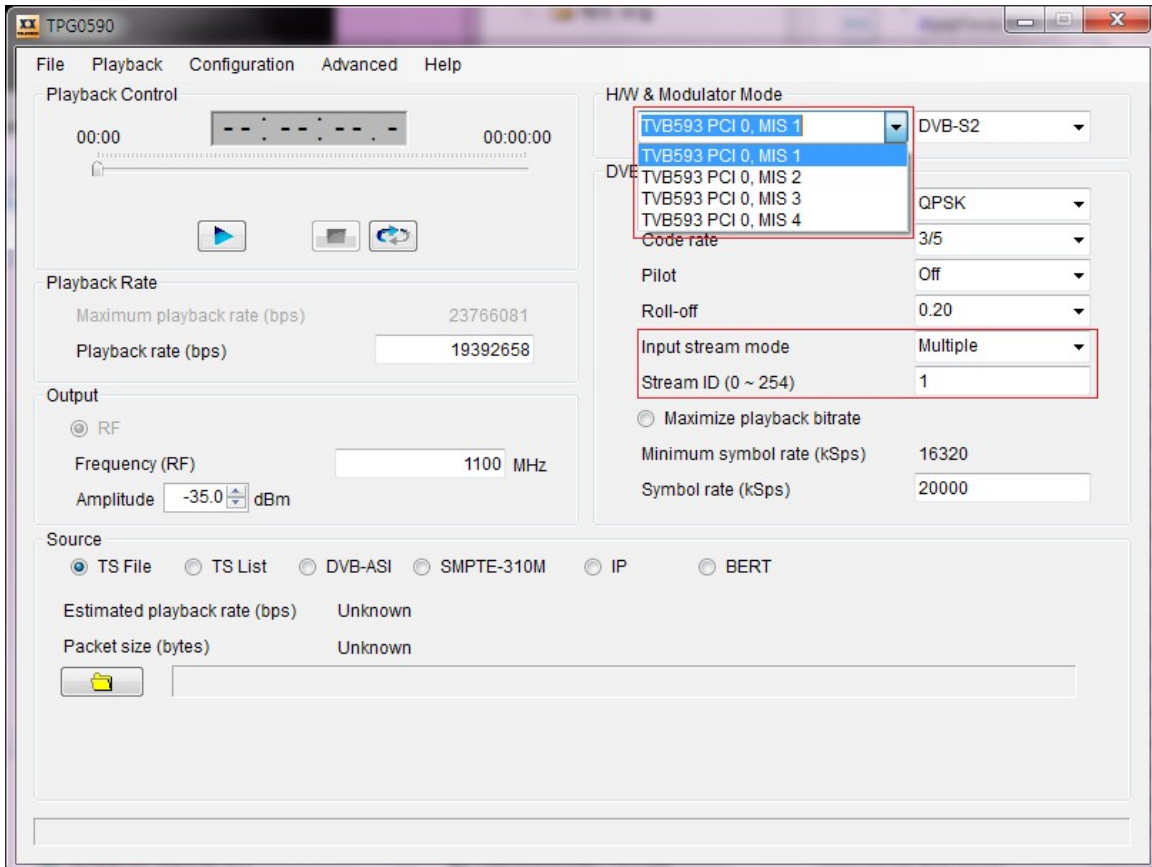 TPG0590
File Playback Configuration Advanced Help
Playback Control
00:00 --:--:--.- 00:00:00
Playback Rate
Maximum playback rate (bps) 23766081
Playback rate (bps) 19392658
Output
RF
Frequency (RF) 1100 MHz
Amplitude -35.0 dBm
H/W & Modulator Mode
TVB593 PCI 0, MIS 1 DVB-S2
TVB593 PCI 0, MIS 1
TVB593 PCI 0, MIS 2
TVB593 PCI 0, MIS 3
TVB593 PCI 0, MIS 4
QPSK
Code rate 3/5
Pilot Off
Roll-off 0.20
Input stream mode Multiple
Stream ID (0 ~ 254) 1
Maximize playback bitrate
Minimum symbol rate (kSps) 16320
Symbol rate (kSps) 20000
Source
TS File TS List DVB-ASI SMPTE-310M IP BERT
Estimated playback rate (bps) Unknown
Packet size (bytes) Unknown